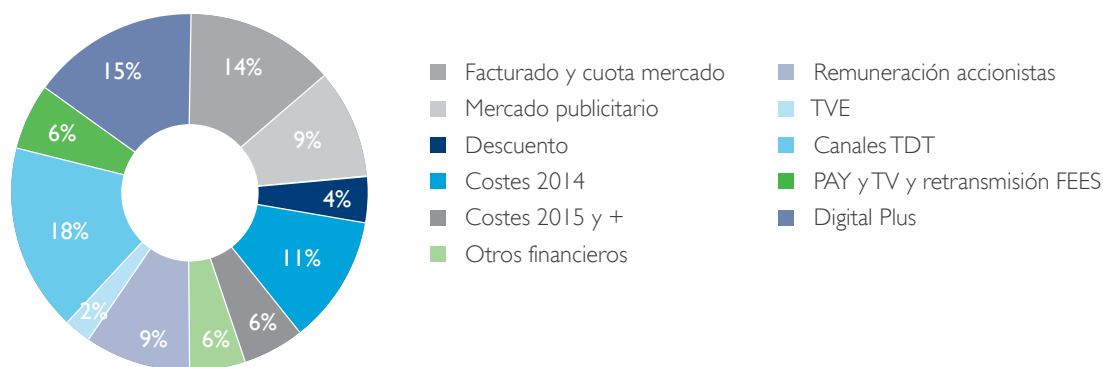 15%
14%
6%
9%
4%
18%
11%
2%
9%
6%
6%
Facturado y cuota mercado
Mercado publicitario
Descuento
Costes 2014
Costes 2015 y +
Otros financieros
Remuneración accionistas
TVE
Canales TDT
PAY y TV y retransmisión FEES
Digital Plus